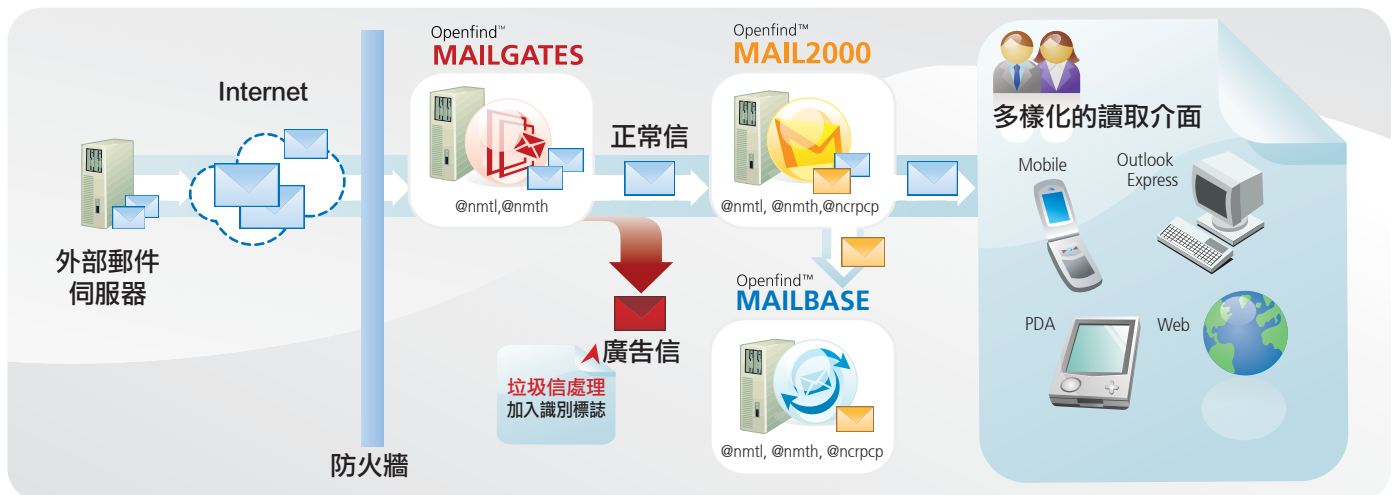 Internet
外部郵件
伺服器
防火牆
Openfind™
MAILGATES
@nmtl,@nmth
正常信
廣告信
垃圾信處理
加入識別標誌
Openfind™
MAIL2000
@nmtl, @nmth,@ncrpcp
Openfind™
MAILBASE
@nmtl, @nmth, @ncrpcp
多樣化的讀取介面
Mobile
Outlook
Express
PDA
Web